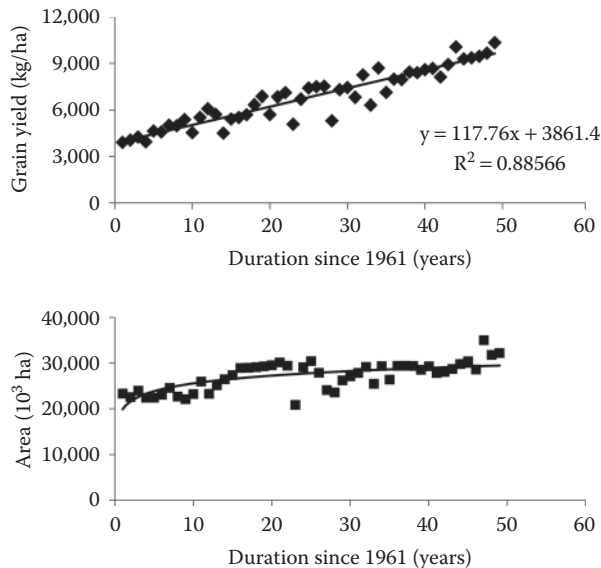 Grain yield (kg/ha)
12,000
9,000
6,000
3,000
0
y = 117.76x + 3861.4
R² = 0.88566
0 10 20 30 40 50 60
Duration since 1961 (years)
Area (10³ ha)
40,000
30,000
20,000
10,000
0
0 10 20 30 40 50 60
Duration since 1961 (years)